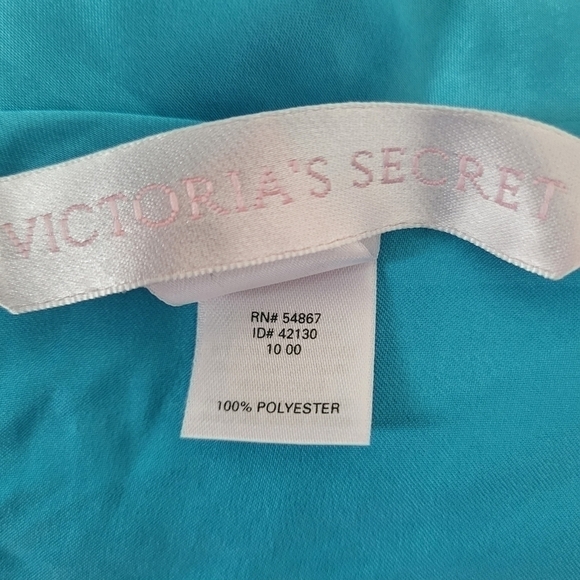 VICTORIA'S SECRET
RN# 54867
ID# 42130
10 00
100% POLYESTER